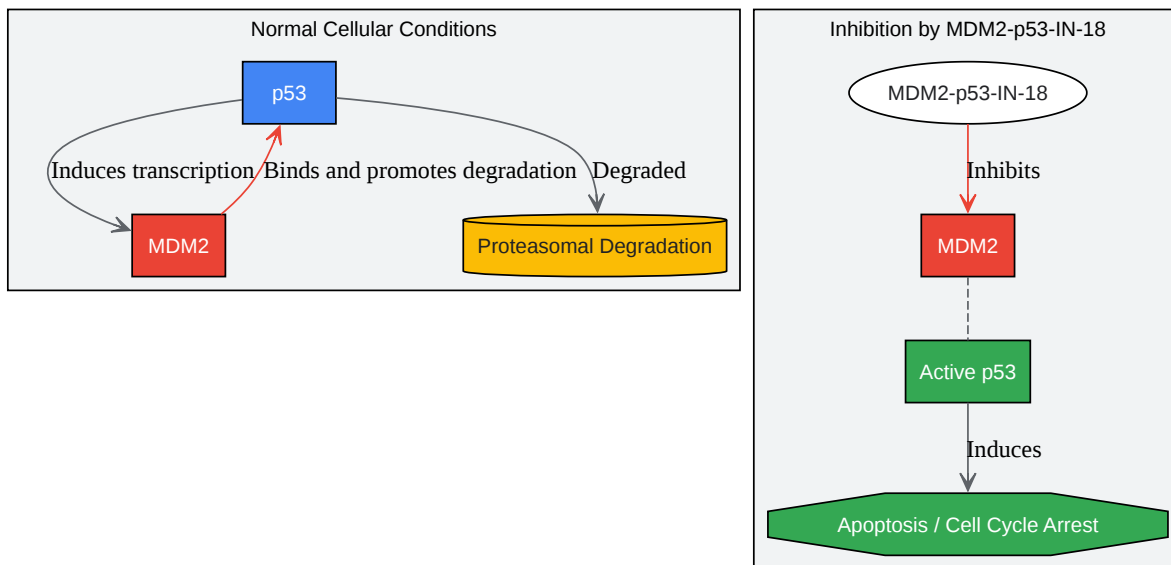 Normal Cellular Conditions
p53
Induces transcription
Binds and promotes degradation
Degraded
MDM2
Proteasomal Degradation
Inhibition by MDM2-p53-IN-18
MDM2-p53-IN-18
Inhibits
MDM2
Active p53
Induces
Apoptosis / Cell Cycle Arrest